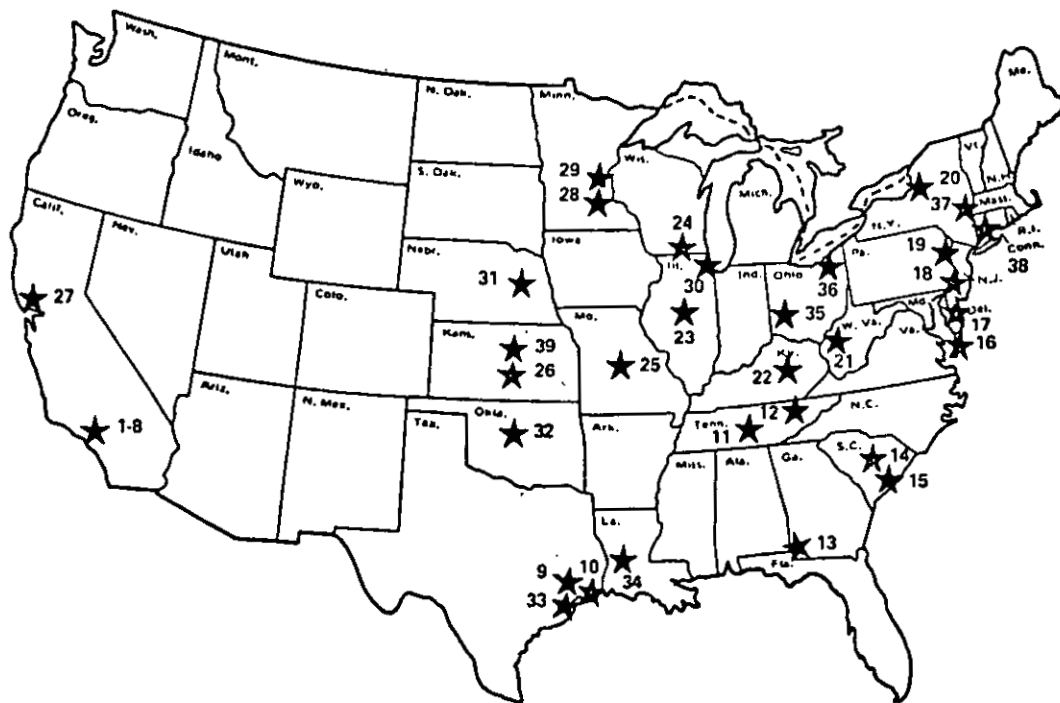 Wash.
Mont.
N. Dak.
Minn.
Me.
Oreg.
Idaho
S. Dak.
Wis.
Mich.
Vt.
N.H.
Wyo.
29
28
20
37
Mass.
R.I.
Conn.
38
Calif.
Nev.
Utah
Nebr.
Iowa
24
N.Y.
Pa.
19
18
N.J.
27
Colo.
31
Ill.
30
Ind.
Ohio
36
Md.
Del.
17
Kans.
Mo.
23
35
W. Va.
Va.
16
39
26
25
Ky.
22
21
1-8
Ariz.
N. Mex.
Tex.
Okla.
32
Ark.
Tenn.
11
12
N.C.
Miss.
Ala.
Ga.
S.C.
14
15
La.
13
Fla.
9
10
34
33